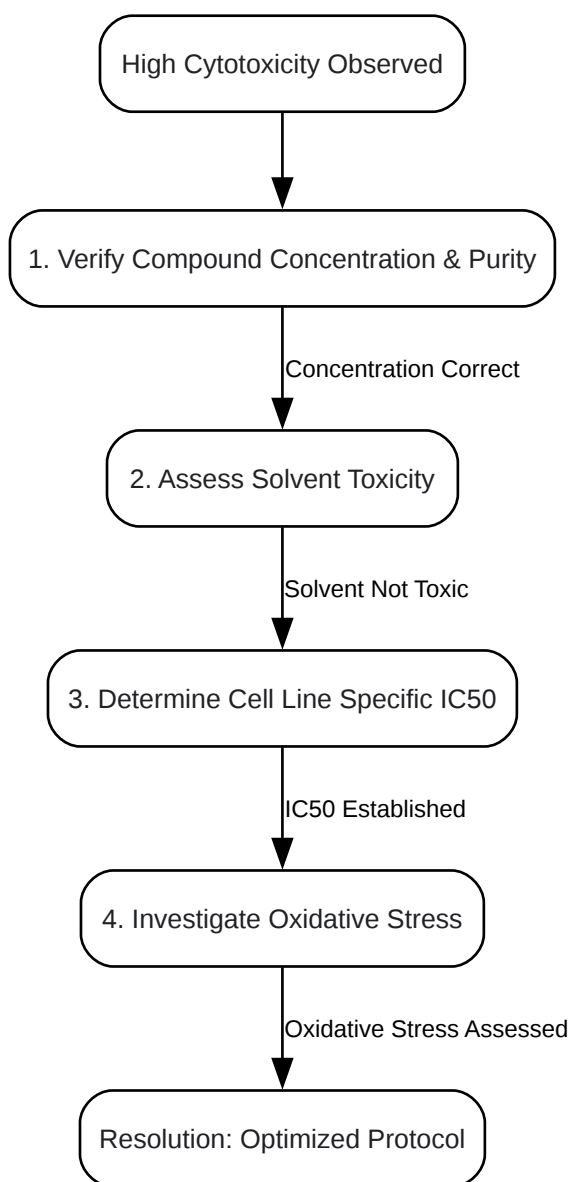 High Cytotoxicity Observed
1. Verify Compound Concentration & Purity
Concentration Correct
2. Assess Solvent Toxicity
Solvent Not Toxic
3. Determine Cell Line Specific IC50
IC50 Established
4. Investigate Oxidative Stress
Oxidative Stress Assessed
Resolution: Optimized Protocol